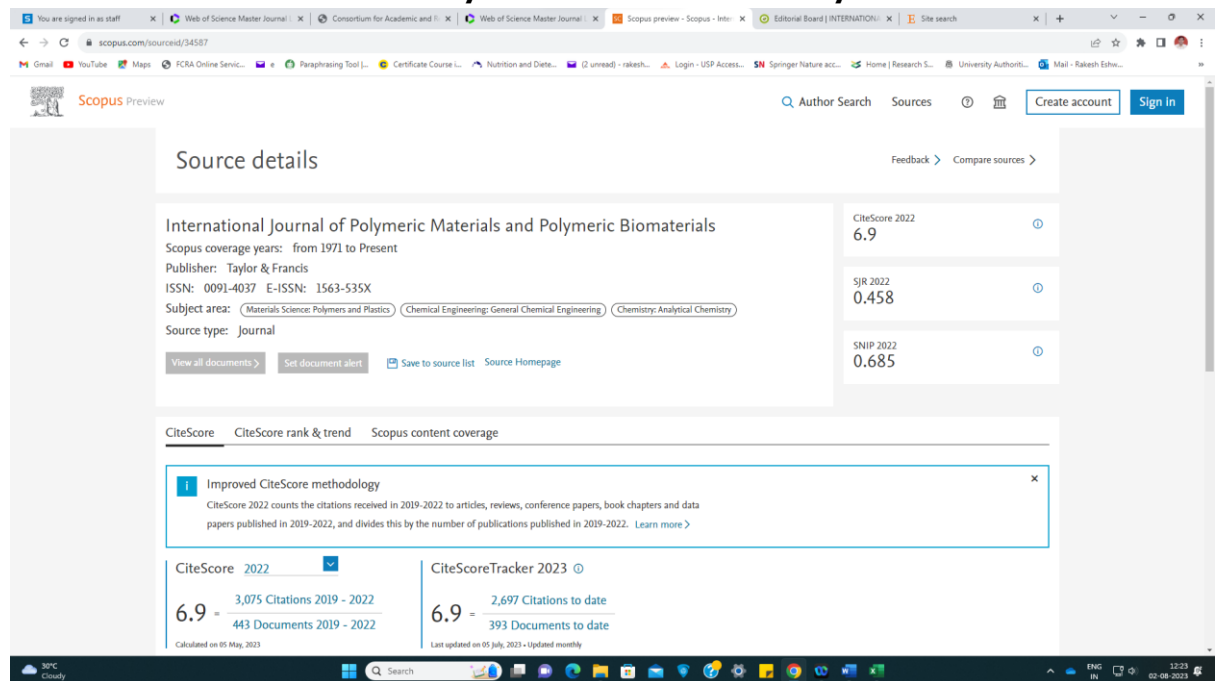 You are signed in as staff
Web of Science Master Journal L
Consortium for Academic and R
Web of Science Master Journal L
Scopus preview - Scopus - Inter
Editorial Board | INTERNATION
Site search
scopus.com/sourceid/34587
Gmail
YouTube
Maps
FCRA Online Servic...
e
Paraphrasing Tool |...
Certificate Course i...
Nutrition and Diete...
(2 unread) - rakesh...
Login - USP Access...
Springer Nature acc...
Home | Research S...
University Authoriti...
Mail - Rakesh Eshw...
»
Scopus Preview
Author Search
Sources
Create account
Sign in
Source details
Feedback >
Compare sources >
International Journal of Polymeric Materials and Polymeric Biomaterials
Scopus coverage years: from 1971 to Present
Publisher: Taylor & Francis
ISSN: 0091-4037 E-ISSN: 1563-535X
Subject area: Materials Science: Polymers and Plastics Chemical Engineering: General Chemical Engineering Chemistry: Analytical Chemistry
Source type: Journal
View all documents >
Set document alert
Save to source list
Source Homepage
CiteScore 2022
6.9
SJR 2022
0.458
SNIP 2022
0.685
CiteScore
CiteScore rank & trend
Scopus content coverage
Improved CiteScore methodology
CiteScore 2022 counts the citations received in 2019-2022 to articles, reviews, conference papers, book chapters and data
papers published in 2019-2022, and divides this by the number of publications published in 2019-2022. Learn more >
CiteScore 2022
6.9 =
3,075 Citations 2019 - 2022
443 Documents 2019 - 2022
Calculated on 05 May, 2023
CiteScoreTracker 2023
6.9 =
2,697 Citations to date
393 Documents to date
Last updated on 05 July, 2023 • Updated monthly
30°C
Cloudy
Search
ENG
IN
12:23
02-08-2023